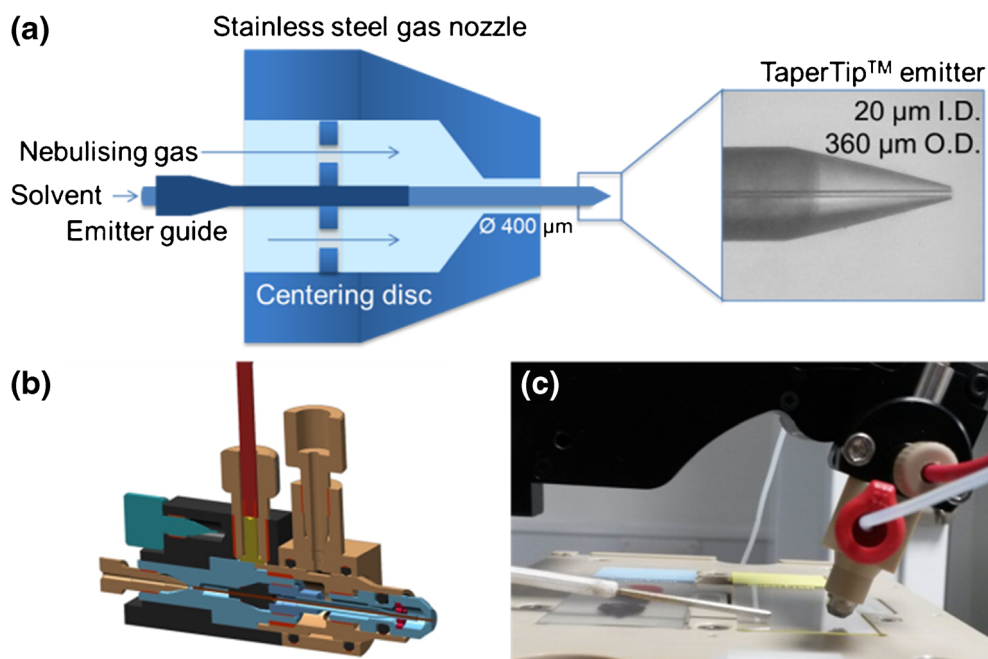 (a)
Stainless steel gas nozzle
TaperTip™ emitter
20 µm I.D.
360 µm O.D.
Nebulising gas
Solvent
Emitter guide
Ø 400 µm
Centering disc
(b)
(c)